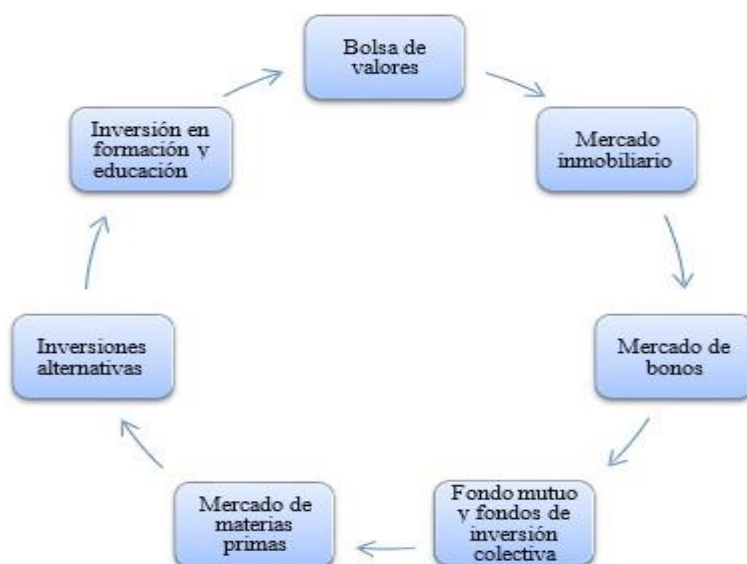 Bolsa de
valores
Mercado
inmobiliario
Mercado de
bonos
Fondo mutuo
y fondos de
inversión
colectiva
Mercado de
materias
primas
Inversiones
alternativas
Inversión en
formación y
educación